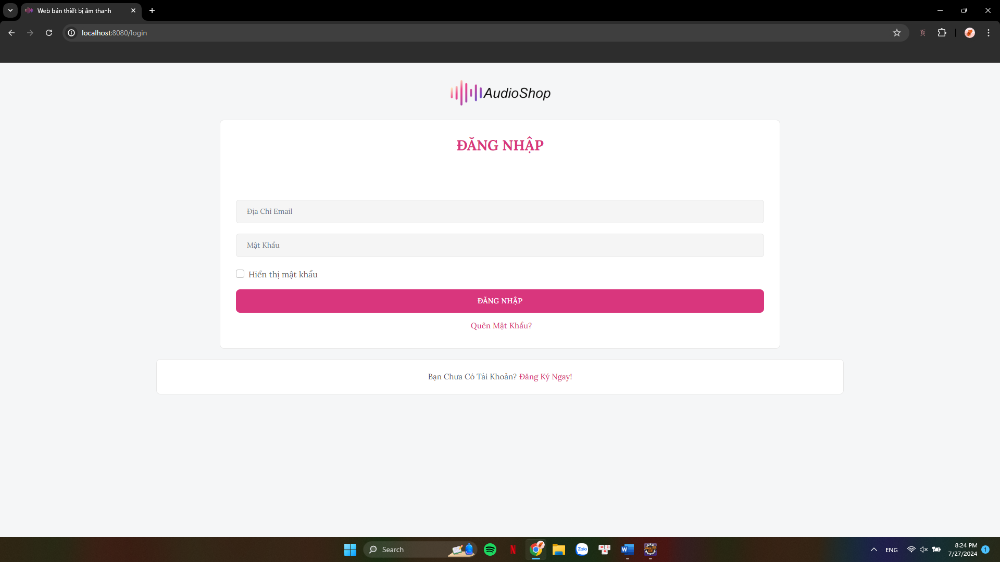 Web bán thiết bị âm thanh
localhost:8080/login
AudioShop
ĐĂNG NHẬP
Địa Chỉ Email
Mật Khẩu
Hiển thị mật khẩu
ĐĂNG NHẬP
Quên Mật Khẩu?
Bạn Chưa Có Tài Khoản? Đăng Ký Ngay!
Search
N
Zalo
W
ENG
8:24 PM
7/27/2024
1